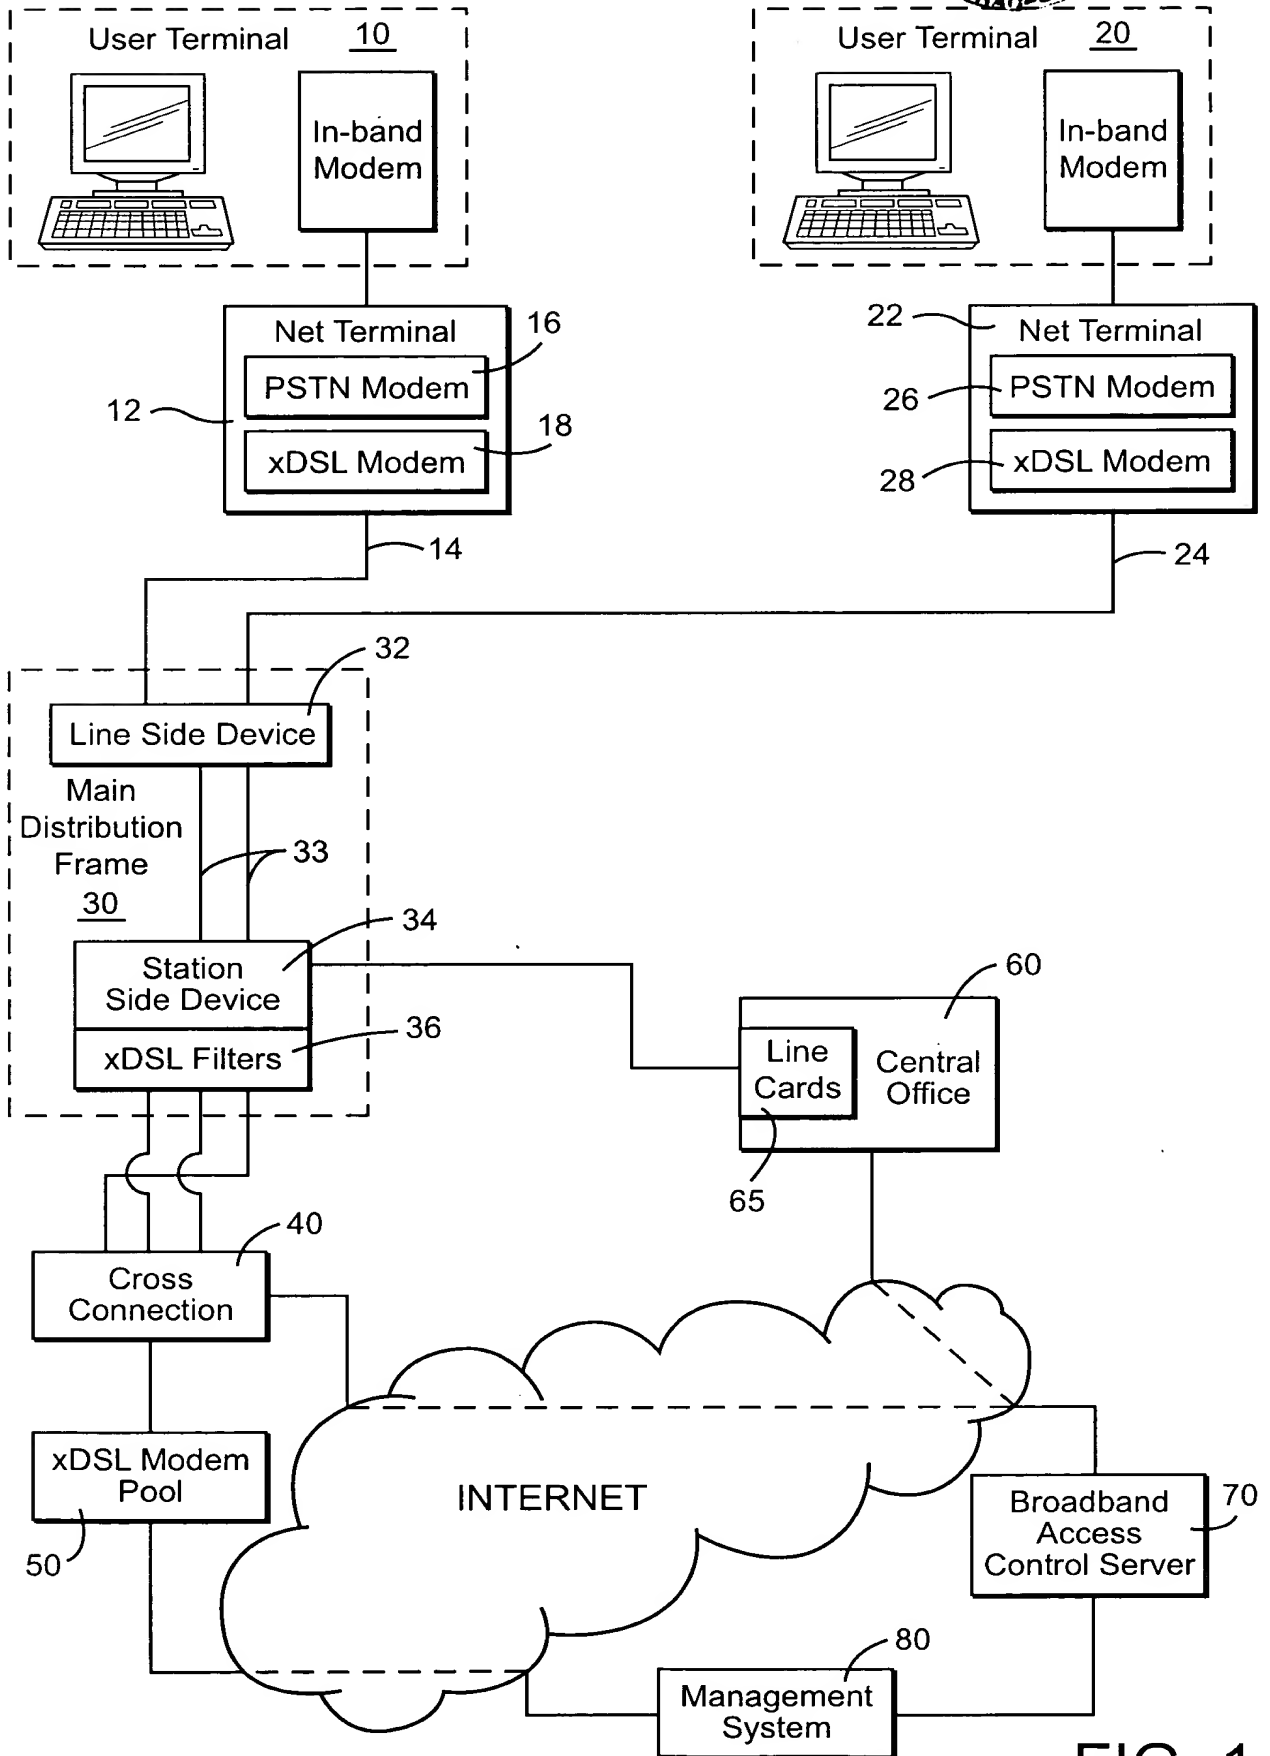 User Terminal 10
In-band
Modem
User Terminal 20
In-band
Modem
Net Terminal
PSTN Modem
xDSL Modem
12
16
18
14
22
Net Terminal
PSTN Modem
xDSL Modem
26
28
24
32
Line Side Device
Main
Distribution
Frame
30
33
34
Station
Side Device
36
xDSL Filters
60
Line
Cards
Central
Office
65
40
Cross
Connection
xDSL Modem
Pool
50
INTERNET
Broadband
Access
Control Server
70
80
Management
System
FIG. 1